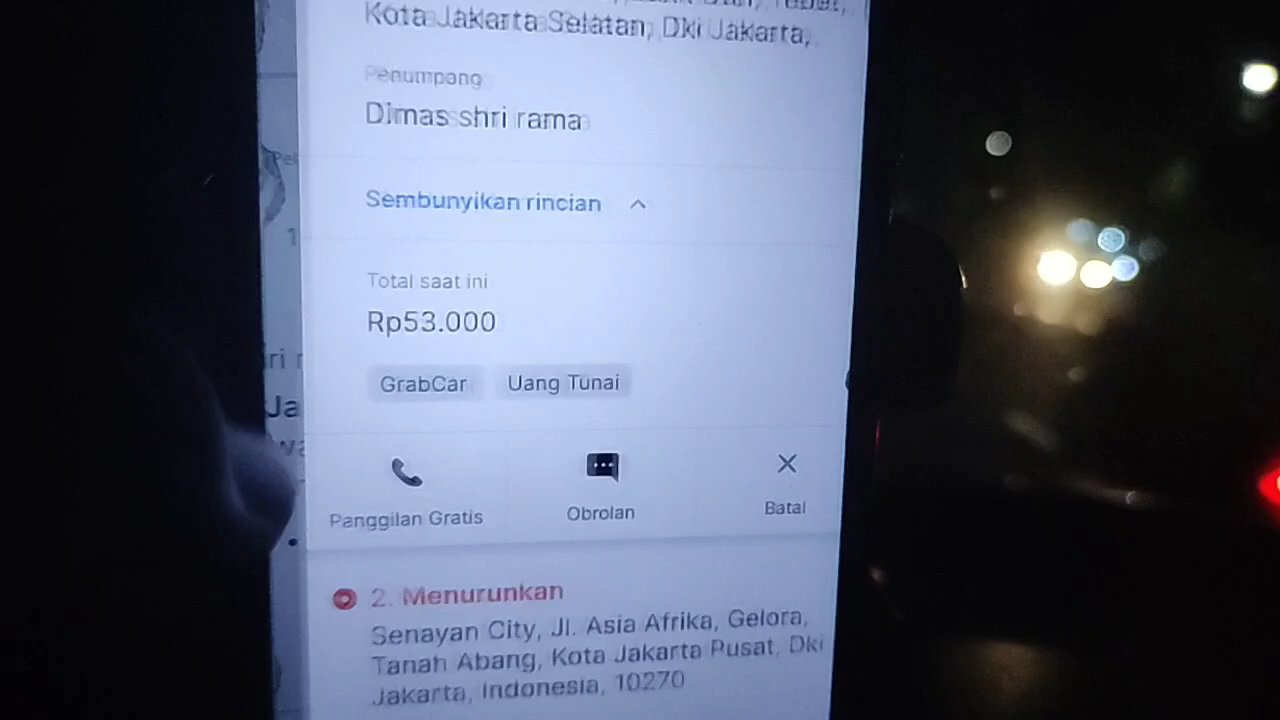 Kota Jakarta Selatan, Dki Jakarta,
Penumpang
Dimas shri rama
Sembunyikan rincian
Total saat ini
Rp53.000
GrabCar Uang Tunai
Panggilan Gratis Obrolan Batal
2. Menurunkan
Senayan City, Jl. Asia Afrika, Gelora,
Tanah Abang, Kota Jakarta Pusat, Dki
Jakarta, Indonesia, 10270